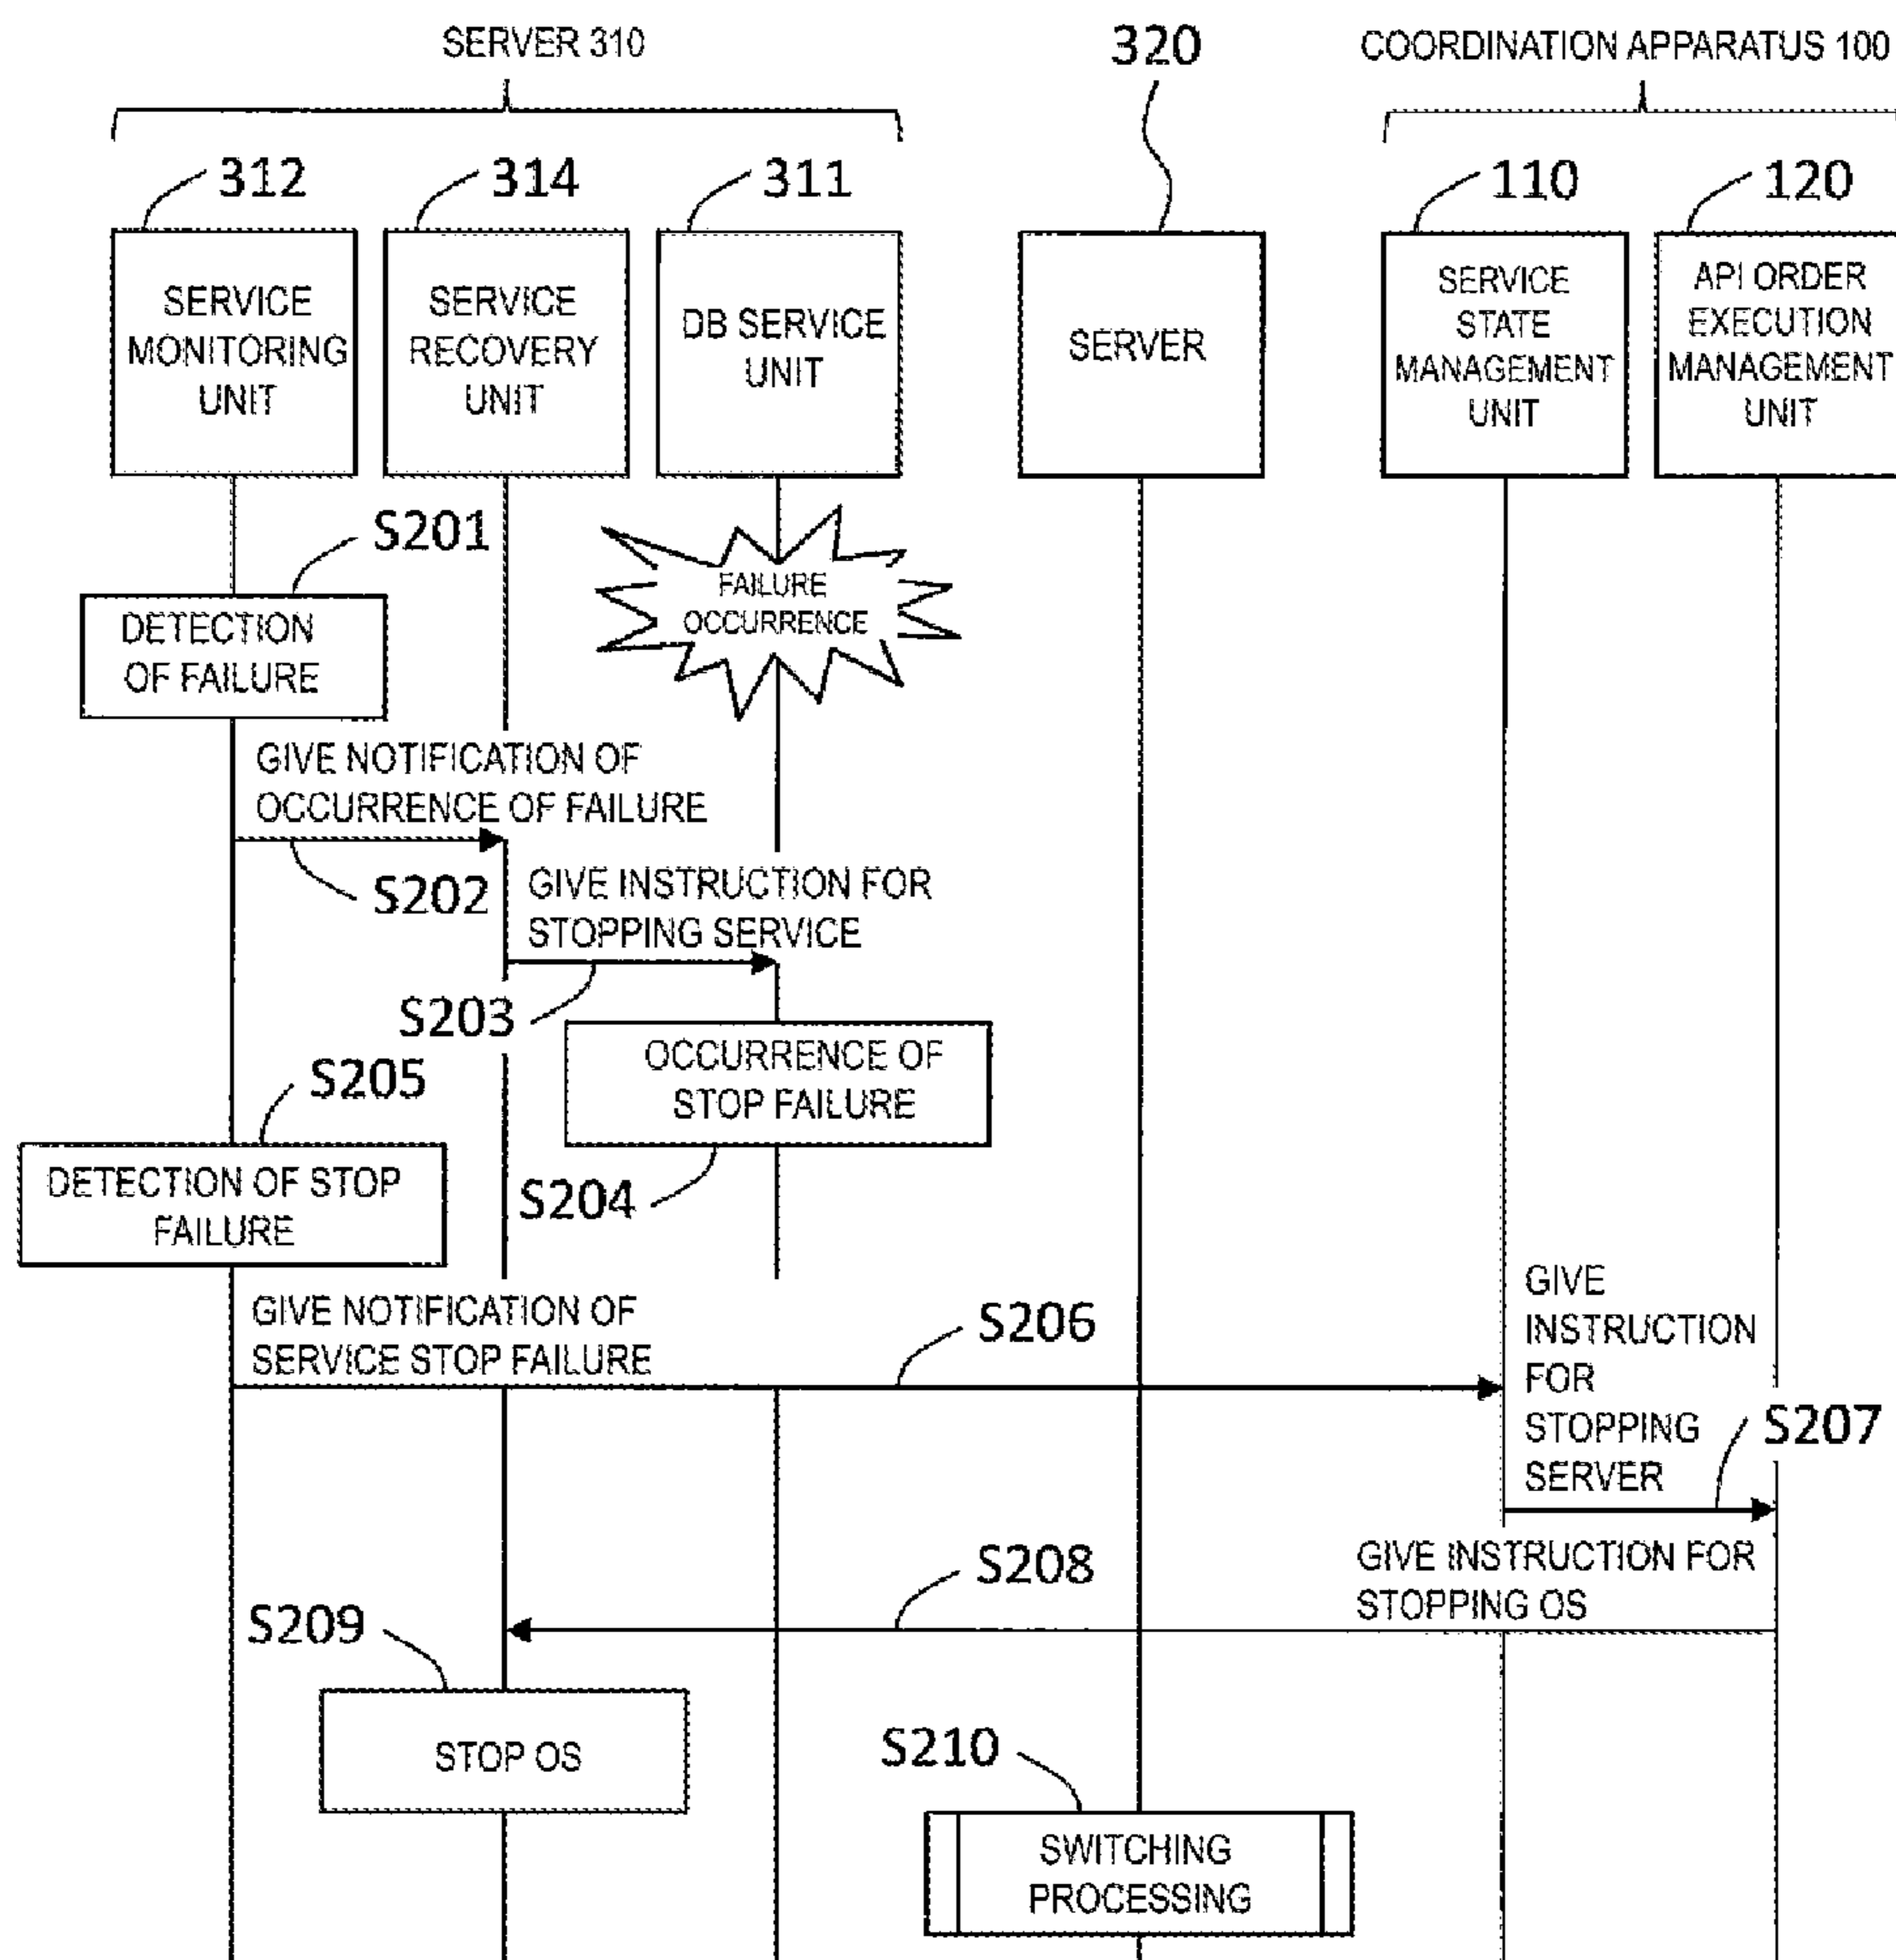 SERVER 310
320
COORDINATION APPARATUS 100
312
314
311
110
120
SERVICE
MONITORING
UNIT
SERVICE
RECOVERY
UNIT
DB SERVICE
UNIT
SERVER
SERVICE
STATE
MANAGEMENT
UNIT
API ORDER
EXECUTION
MANAGEMENT
UNIT
S201
FAILURE
OCCURRENCE
DETECTION
OF FAILURE
GIVE NOTIFICATION OF
OCCURRENCE OF FAILURE
S202
GIVE INSTRUCTION FOR
STOPPING SERVICE
S203
OCCURRENCE OF
STOP FAILURE
S204
S205
DETECTION OF STOP
FAILURE
GIVE NOTIFICATION OF
SERVICE STOP FAILURE
S206
GIVE
INSTRUCTION
FOR
STOPPING
SERVER
S207
GIVE INSTRUCTION FOR
STOPPING OS
S208
S209
STOP OS
S210
SWITCHING
PROCESSING